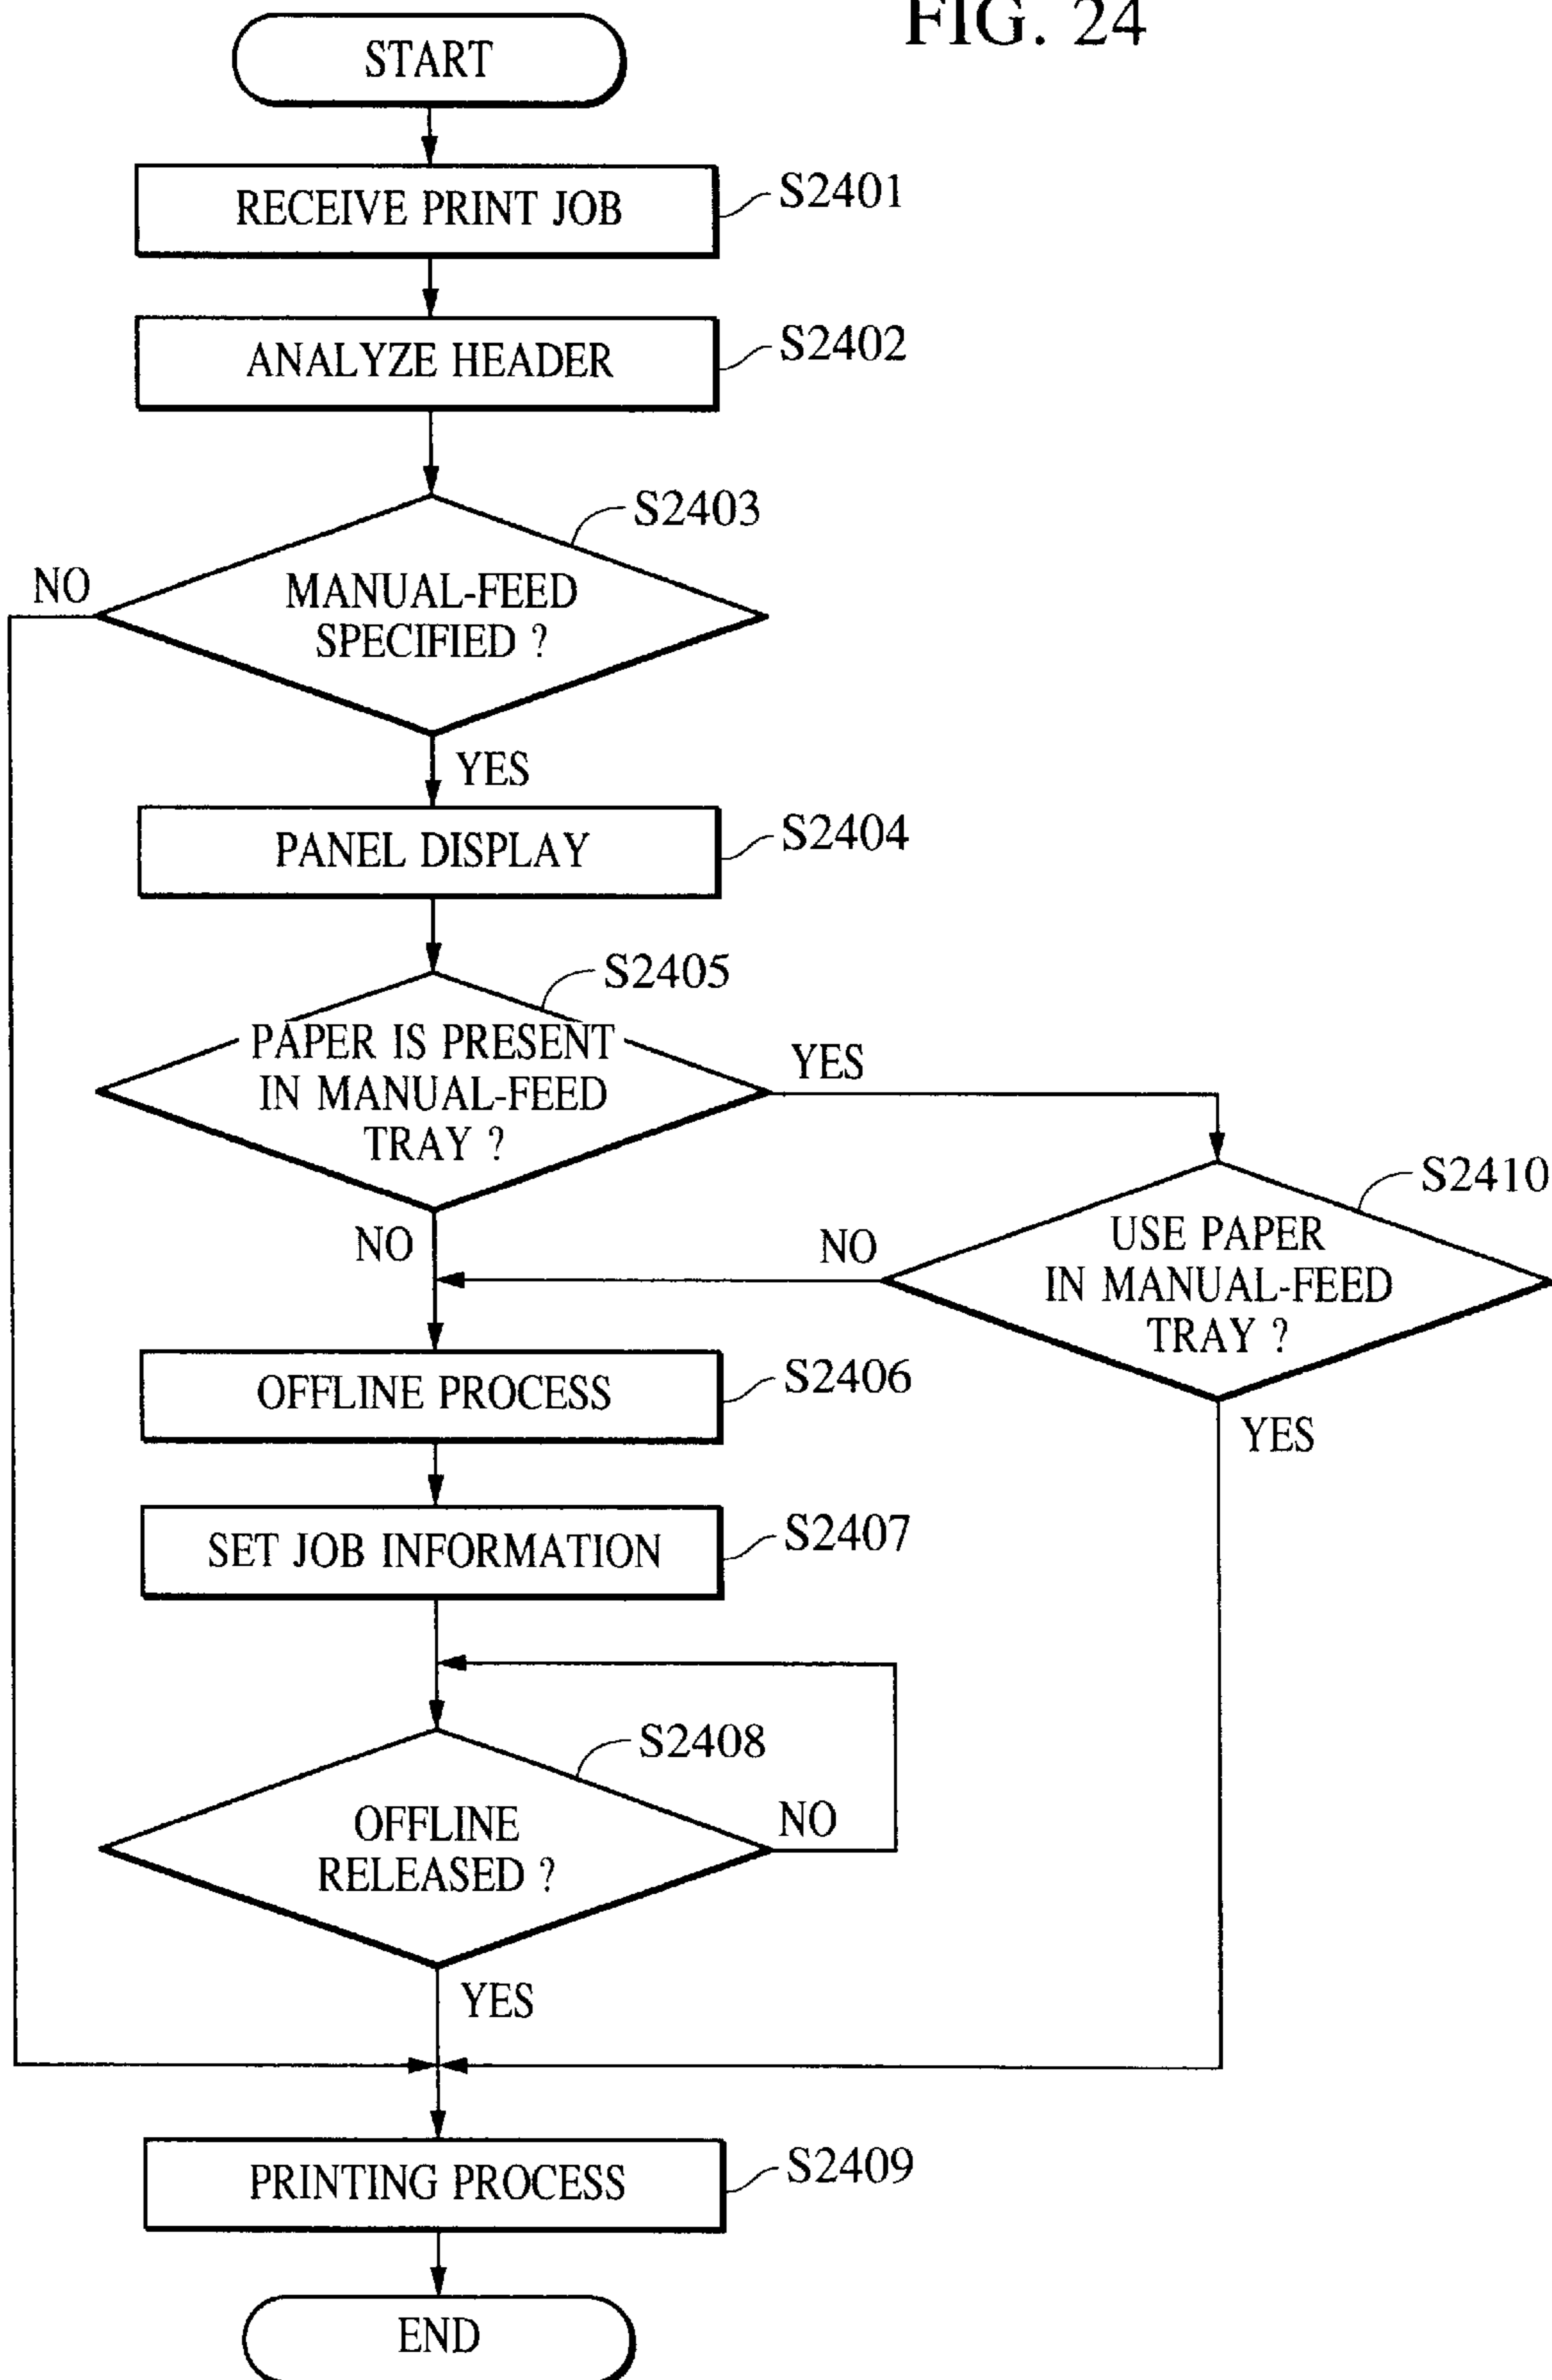 FIG. 24
START
RECEIVE PRINT JOB
S2401
ANALYZE HEADER
S2402
S2403
NO
MANUAL-FEED
SPECIFIED ?
YES
PANEL DISPLAY
S2404
S2405
PAPER IS PRESENT
IN MANUAL-FEED
TRAY ?
YES
S2410
NO
NO
USE PAPER
IN MANUAL-FEED
TRAY ?
OFFLINE PROCESS
S2406
YES
SET JOB INFORMATION
S2407
S2408
OFFLINE
RELEASED ?
NO
YES
PRINTING PROCESS
S2409
END